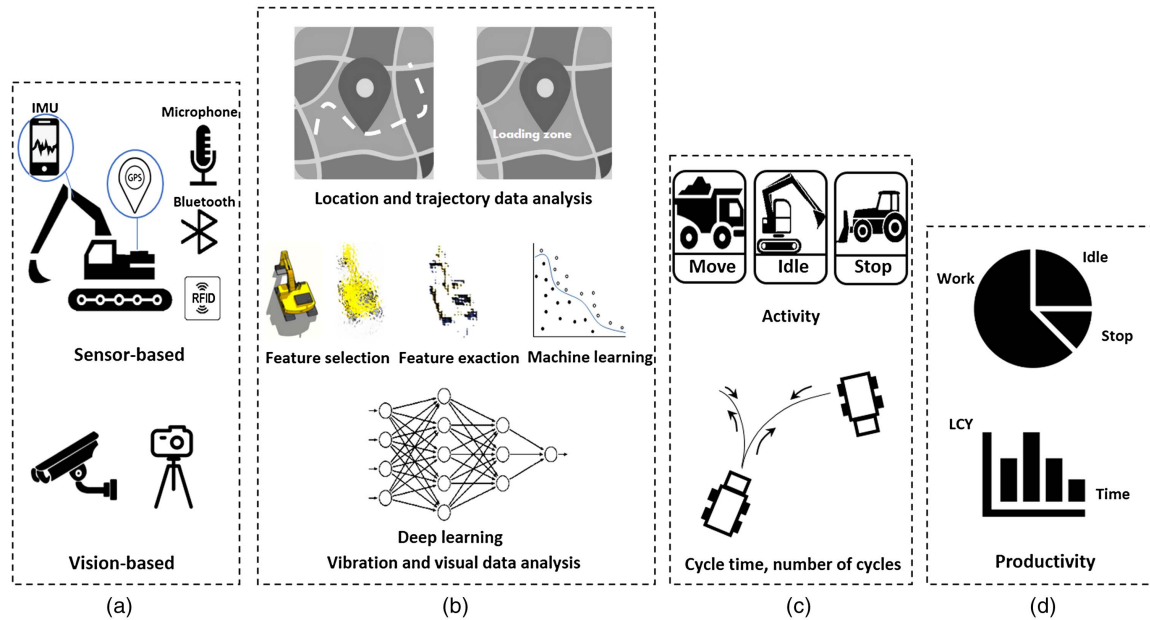 IMU
Microphone
GPS
Bluetooth
RFID
Sensor-based
Vision-based
(a)
Loading zone
Location and trajectory data analysis
Feature selection
Feature exaction
Machine learning
Deep learning
Vibration and visual data analysis
(b)
Move
Idle
Stop
Activity
Cycle time, number of cycles
(c)
Work
Idle
Stop
LCY
Time
Productivity
(d)